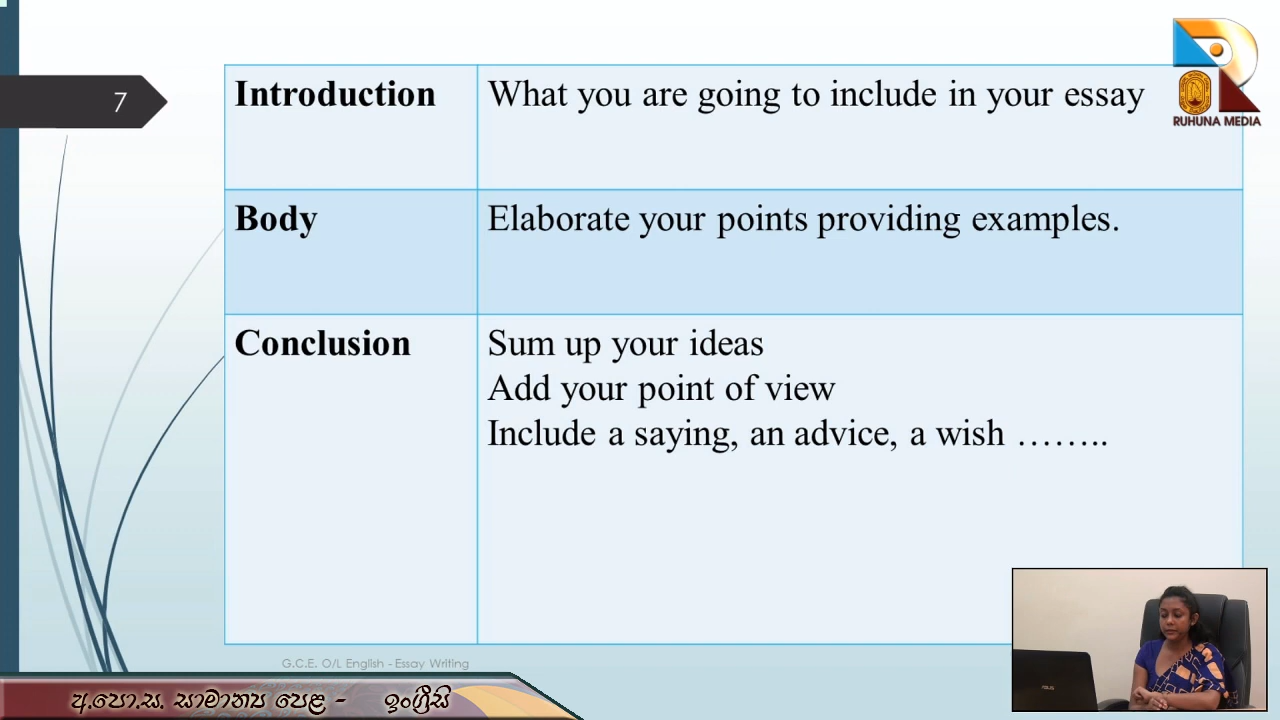 7
Introduction
What you are going to include in your essay
RUHUNA MEDIA
Body
Elaborate your points providing examples.
Conclusion
Sum up your ideas
Add your point of view
Include a saying, an advice, a wish ……..
G.C.E. O/L English - Essay Writing
ASUS
අ.පො.ස. සාමාන්‍ය පෙළ - ඉංග්‍රීසි